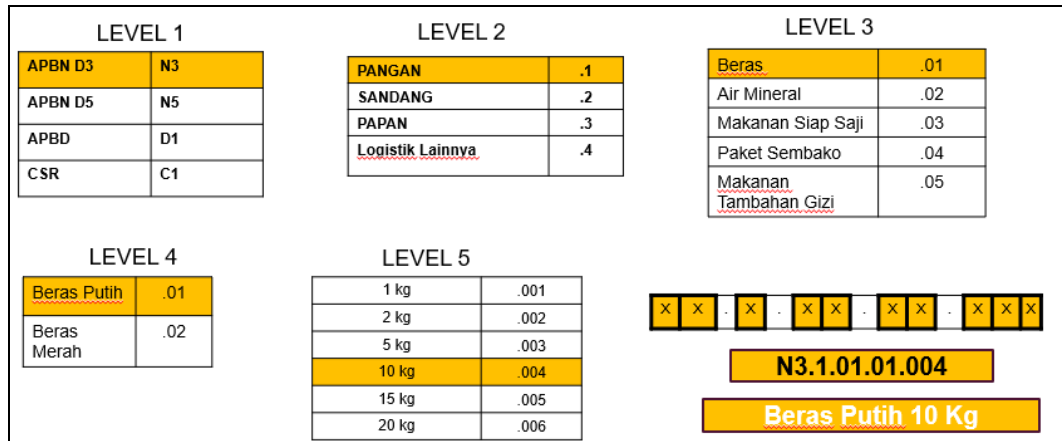 LEVEL 1
APBN D3 N3
APBN D5 N5
APBD D1
CSR C1
LEVEL 2
PANGAN .1
SANDANG .2
PAPAN .3
Logistik Lainnya .4
LEVEL 3
Beras .01
Air Mineral .02
Makanan Siap Saji .03
Paket Sembako .04
Makanan .05
Tambahan Gizi
LEVEL 4
Beras Putih .01
Beras .02
Merah
LEVEL 5
1 kg .001
2 kg .002
5 kg .003
10 kg .004
15 kg .005
20 kg .006
X X . X . X X . X X . X X X
N3.1.01.01.004
Beras Putih 10 Kg